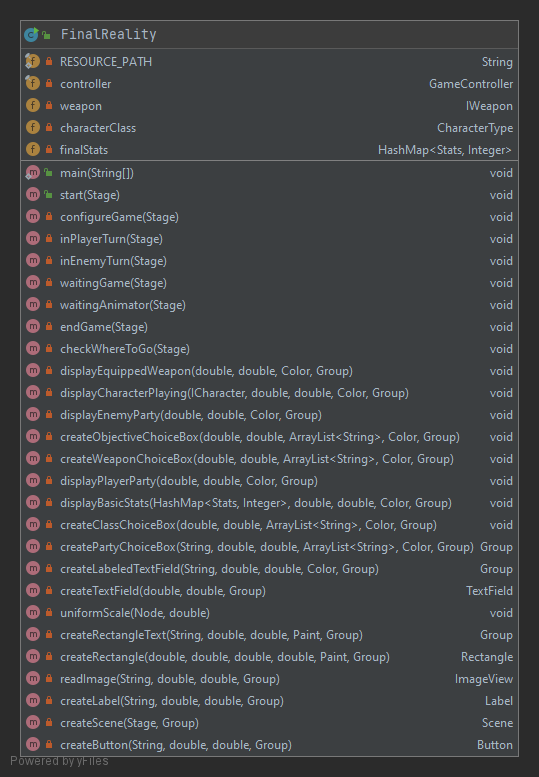 FinalReality
RESOURCE_PATH String
controller GameController
weapon IWeapon
characterClass CharacterType
finalStats HashMap<Stats, Integer>
main(String[]) void
start(Stage) void
configureGame(Stage) void
inPlayerTurn(Stage) void
inEnemyTurn(Stage) void
waitingGame(Stage) void
waitingAnimator(Stage) void
endGame(Stage) void
checkWhereToGo(Stage) void
displayEquippedWeapon(double, double, Color, Group) void
displayCharacterPlaying(ICharacter, double, double, Color, Group) void
displayEnemyParty(double, double, Color, Group) void
createObjectiveChoiceBox(double, double, ArrayList<String>, Color, Group) void
createWeaponChoiceBox(double, double, ArrayList<String>, Color, Group) void
displayPlayerParty(double, double, Color, Group) void
displayBasicStats(HashMap<Stats, Integer>, double, double, Color, Group) void
createClassChoiceBox(double, double, ArrayList<String>, Color, Group) void
createPartyChoiceBox(String, double, double, ArrayList<String>, Color, Group) Group
createLabeledTextField(String, double, double, Color, Group) Group
createTextField(double, double, Group) TextField
uniformScale(Node, double) void
createRectangleText(String, double, double, Paint, Group) Group
createRectangle(double, double, double, double, Paint, Group) Rectangle
readImage(String, double, double, Group) ImageView
createLabel(String, double, double, Group) Label
createScene(Stage, Group) Scene
createButton(String, double, double, Group) Button
Powered by yFiles